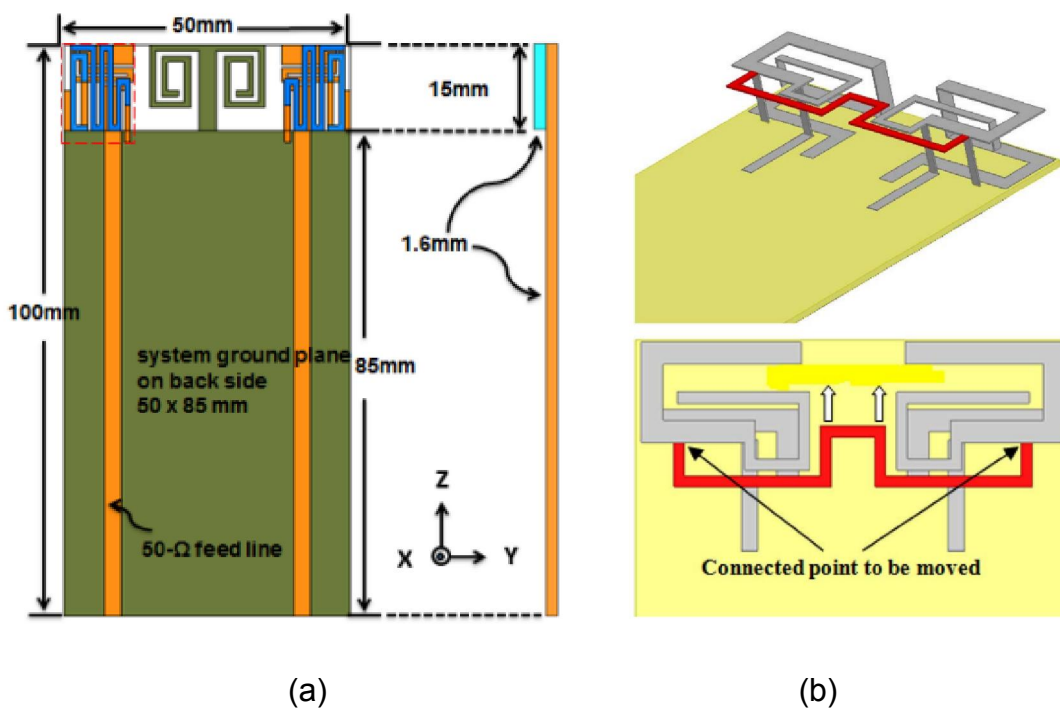 50mm
15mm
1.6mm
100mm
85mm
system ground plane
on back side
50 x 85 mm
Z
X
Y
50-Ω feed line
Connected point to be moved
(a)
(b)